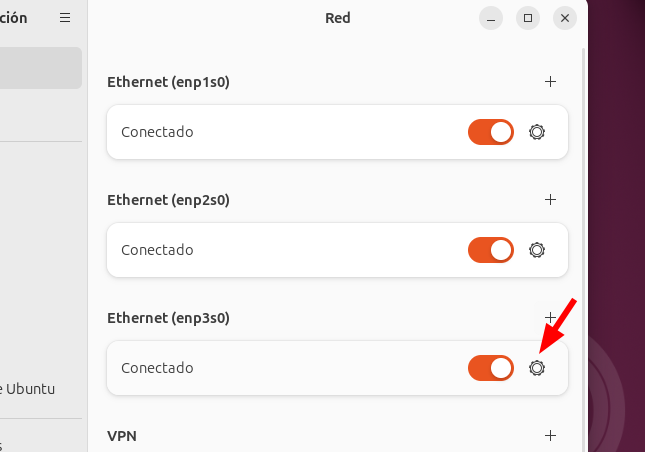 ción
Red
Ethernet (enp1s0)
Conectado
Ethernet (enp2s0)
Conectado
Ethernet (enp3s0)
Conectado
e Ubuntu
VPN
s